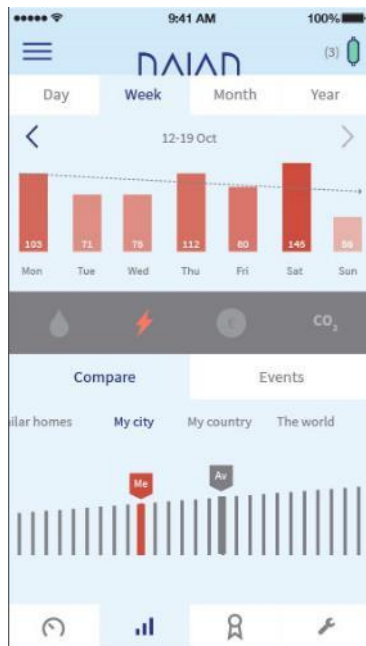 9:41 AM 100%
NAIAD (3)
Day Week Month Year
12-19 Oct
103 71 76 112 80 145 56
Mon Tue Wed Thu Fri Sat Sun
€ CO₂
Compare Events
ilar homes My city My country The world
Me Av